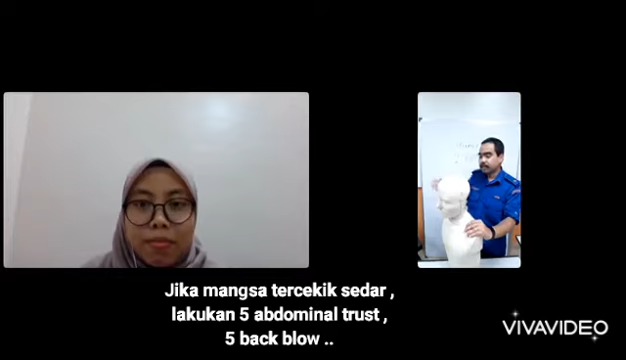 Jika mangsa tercekik sedar ,
lakukan 5 abdominal trust ,
5 back blow ..
VIVAVIDEO